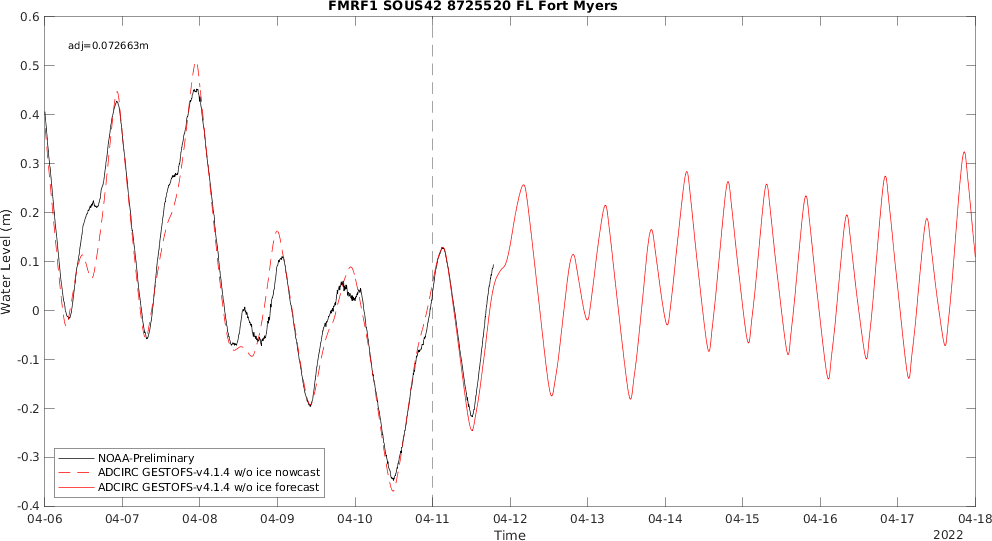 FMRF1 SOUS42 8725520 FL Fort Myers
adj=0.072663m
0.6
0.5
0.4
0.3
0.2
0.1
0
-0.1
-0.2
-0.3
-0.4
Water Level (m)
NOAA-Preliminary
ADCIRC GESTOFS-v4.1.4 w/o ice nowcast
ADCIRC GESTOFS-v4.1.4 w/o ice forecast
04-06 04-07 04-08 04-09 04-10 04-11 04-12 04-13 04-14 04-15 04-16 04-17 04-18
Time
2022